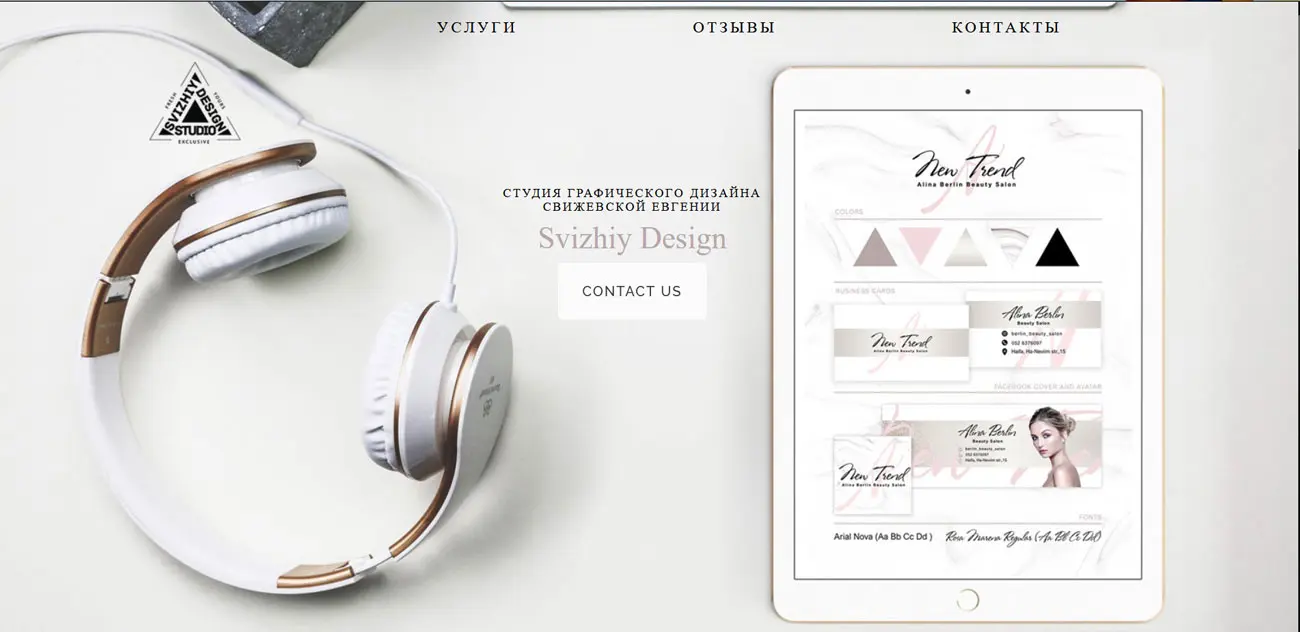 УСЛУГИ
ОТЗЫВЫ
КОНТАКТЫ
FRESH
YOURS
SVIZHIY DESIGN
STUDIO
EXCLUSIVE
СТУДИЯ ГРАФИЧЕСКОГО ДИЗАЙНА
СВИЖЕВСКОЙ ЕВГЕНИИ
Svizhiy Design
CONTACT US
New Trend
Alina Berlin Beauty Salon
COLORS
BUSINESS CARDS
New Trend
Alina Berlin Beauty Salon
Alina Berlin
Beauty Salon
berlin_beauty_salon
052 6376097
Haifa, Ha-Neviim str,15
FACEBOOK COVER AND AVATAR
Alina Berlin
Beauty Salon
berlin_beauty_salon
052 6376097
Haifa, Ha-Neviim str,15
New Trend
Alina Berlin Beauty Salon
FONTS
Arial Nova (Aa Bb Cc Dd )
Rosa Marena Regular (Aa Bb Cc Dd)